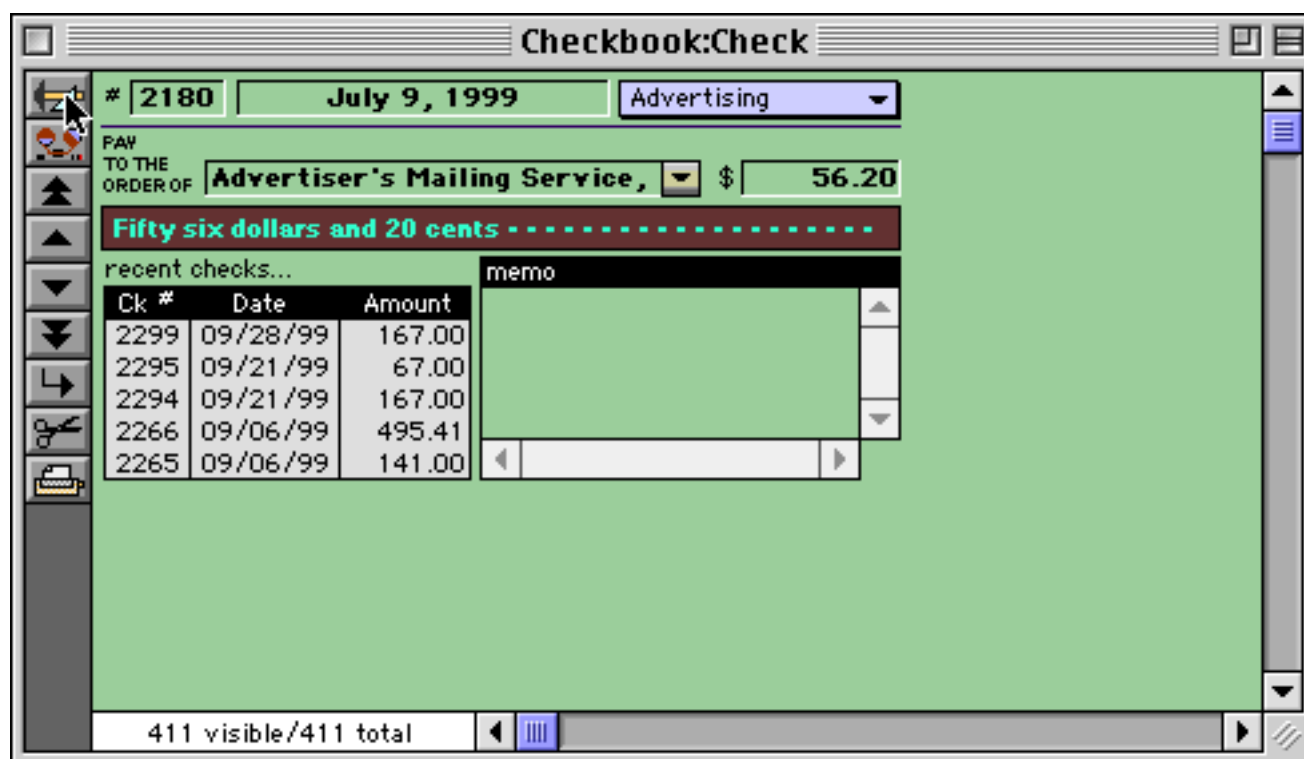 Checkbook:Check
# 2180 July 9, 1999 Advertising
PAY
TO THE
ORDER OF Advertiser's Mailing Service, $ 56.20
Fifty six dollars and 20 cents - - - - - - - - - - - - - - - - - - - - -
recent checks... memo
Ck # Date Amount
2299 09/28/99 167.00
2295 09/21/99 67.00
2294 09/21/99 167.00
2266 09/06/99 495.41
2265 09/06/99 141.00
411 visible/411 total